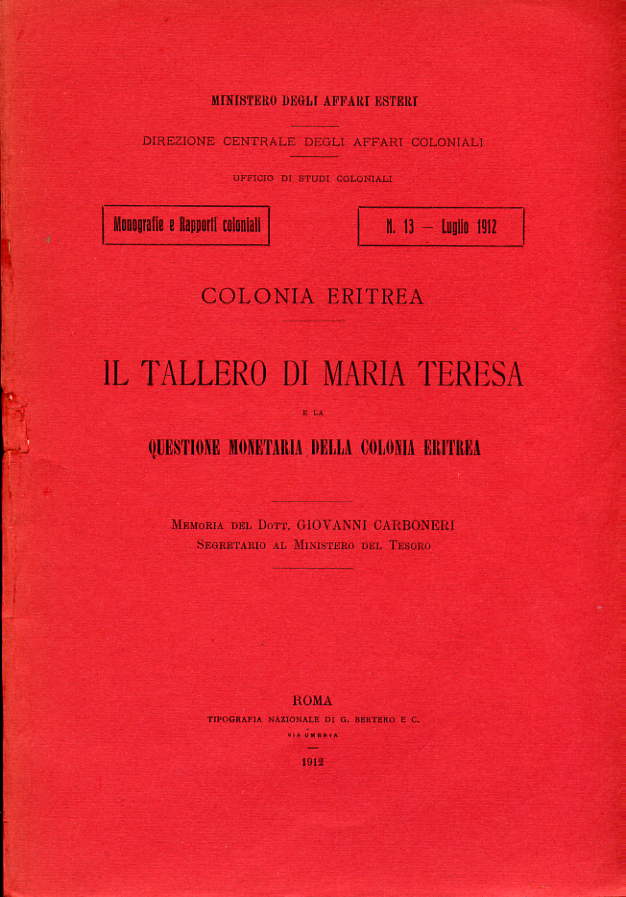 MINISTERO DEGLI AFFARI ESTERI
DIREZIONE CENTRALE DEGLI AFFARI COLONIALI
UFFICIO DI STUDI COLONIALI
Monografie e Rapporti coloniali
N. 13 — Luglio 1912
COLONIA ERITREA
IL TALLERO DI MARIA TERESA
E LA
QUESTIONE MONETARIA DELLA COLONIA ERITREA
MEMORIA DEL DOTT. GIOVANNI CARBONERI
SEGRETARIO AL MINISTERO DEL TESORO
ROMA
TIPOGRAFIA NAZIONALE DI G. BERTERO E C.
VIA UMBRIA
1912